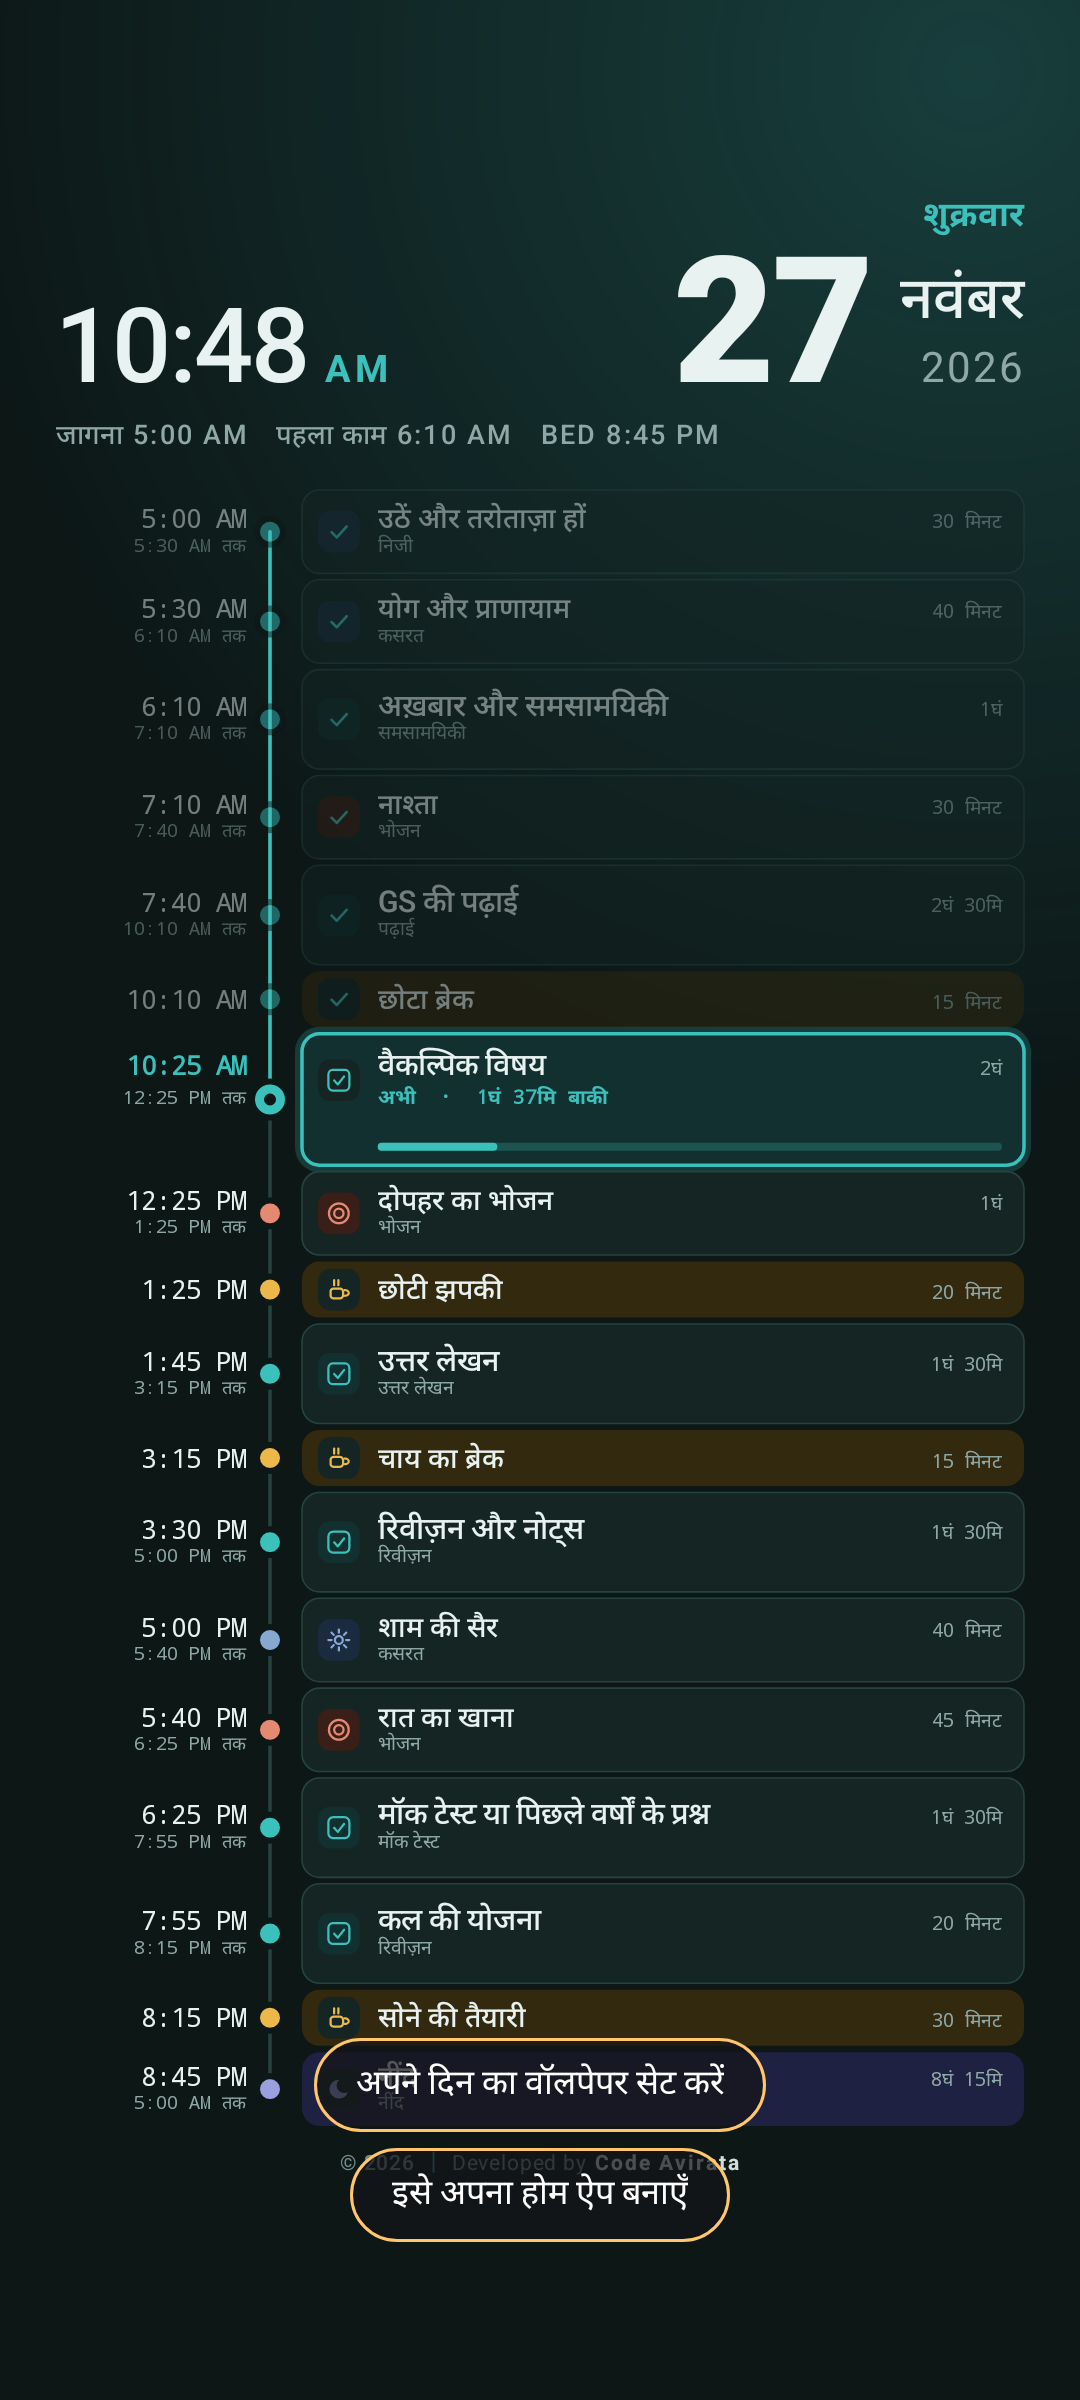 शुक्रवार
27 नवंबर
2026
10:48 AM
जागना 5:00 AM पहला काम 6:10 AM BED 8:45 PM
5:00 AM उठें और तरोताज़ा हों 30 मिनट
5:30 AM तक निजी
5:30 AM योग और प्राणायाम 40 मिनट
6:10 AM तक कसरत
6:10 AM अख़बार और समसामयिकी 1घं
7:10 AM तक समसामयिकी
7:10 AM नाश्ता 30 मिनट
7:40 AM तक भोजन
7:40 AM GS की पढ़ाई 2घं 30मि
10:10 AM तक पढ़ाई
10:10 AM छोटा ब्रेक 15 मिनट
10:25 AM वैकल्पिक विषय 2घं
12:25 PM तक अभी · 1घं 37मि बाकी
12:25 PM दोपहर का भोजन 1घं
1:25 PM तक भोजन
1:25 PM छोटी झपकी 20 मिनट
1:45 PM उत्तर लेखन 1घं 30मि
3:15 PM तक उत्तर लेखन
3:15 PM चाय का ब्रेक 15 मिनट
3:30 PM रिवीज़न और नोट्स 1घं 30मि
5:00 PM तक रिवीज़न
5:00 PM शाम की सैर 40 मिनट
5:40 PM तक कसरत
5:40 PM रात का खाना 45 मिनट
6:25 PM तक भोजन
6:25 PM मॉक टेस्ट या पिछले वर्षों के प्रश्न 1घं 30मि
7:55 PM तक मॉक टेस्ट
7:55 PM कल की योजना 20 मिनट
8:15 PM तक रिवीज़न
8:15 PM सोने की तैयारी 30 मिनट
8:45 PM नींद 8घं 15मि
अपने दिन का वॉलपेपर सेट करें
5:00 AM तक नींद
© 2026 | Developed by Code Avirata
इसे अपना होम ऐप बनाएँ